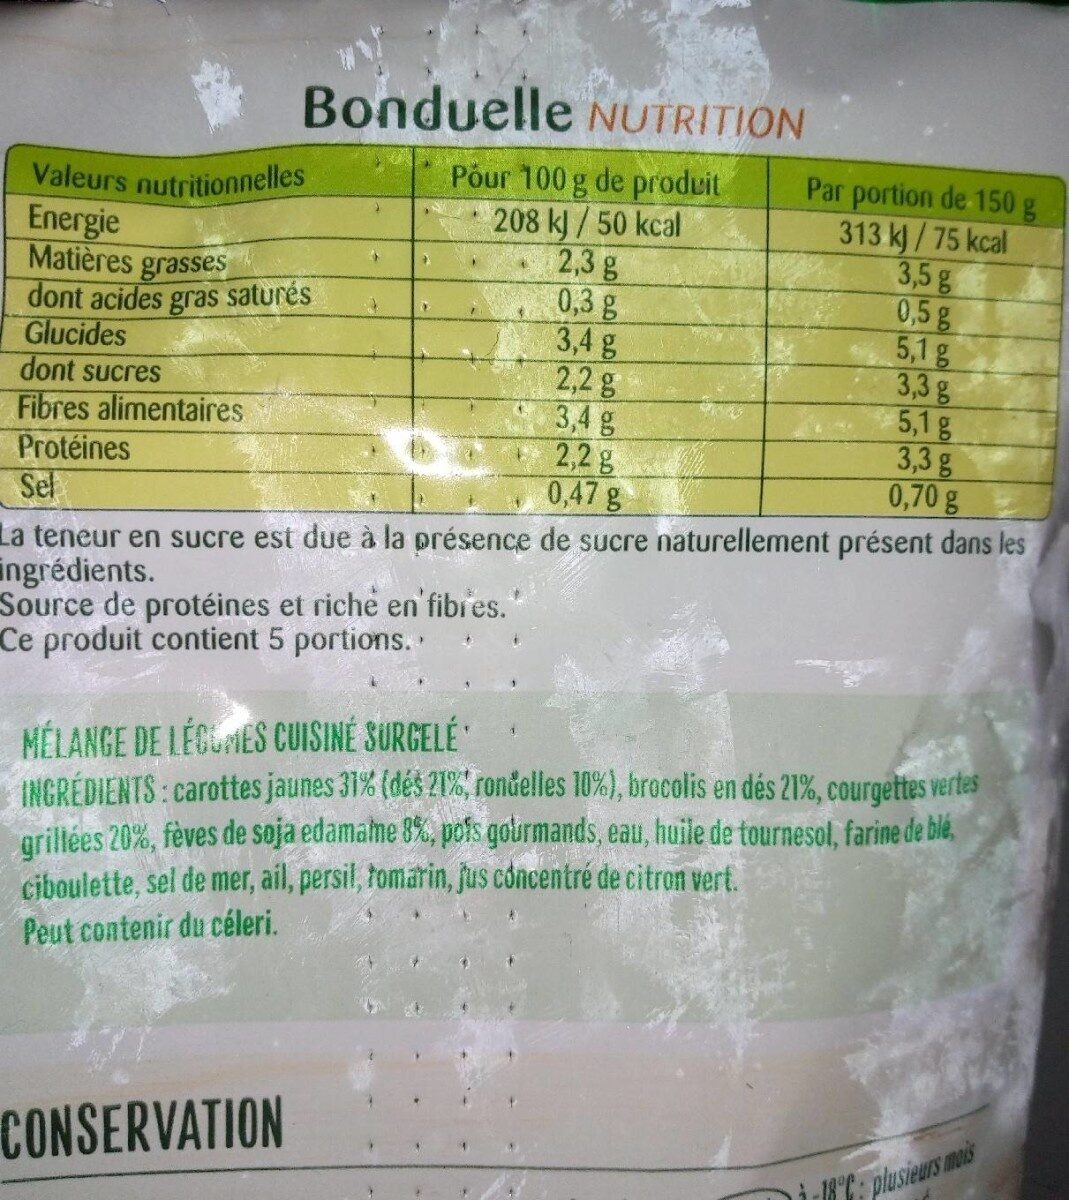 Bonduelle NUTRITION
Valeurs nutritionnelles Pour 100 g de produit Par portion de 150 g
Energie 208 kJ / 50 kcal 313 kJ / 75 kcal
Matières grasses 2,3 g 3,5 g
dont acides gras saturés 0,3 g 0,5 g
Glucides 3,4 g 5,1 g
dont sucres 2,2 g 3,3 g
Fibres alimentaires 3,4 g 5,1 g
Protéines 2,2 g 3,3 g
Sel 0,47 g 0,70 g
La teneur en sucre est due à la présence de sucre naturellement présent dans les
ingrédients.
Source de protéines et riche en fibres.
Ce produit contient 5 portions.
MÉLANGE DE LÉGUMES CUISINÉ SURGELÉ
INGRÉDIENTS : carottes jaunes 31% (dés 21%, rondelles 10%), brocolis en dés 21%, courgettes vertes
grillées 20%, fèves de soja edamame 8%, pois gourmands, eau, huile de tournesol, farine de blé,
ciboulette, sel de mer, ail, persil, romarin, jus concentré de citron vert.
Peut contenir du céleri.
CONSERVATION
à -18°C : plusieurs mois